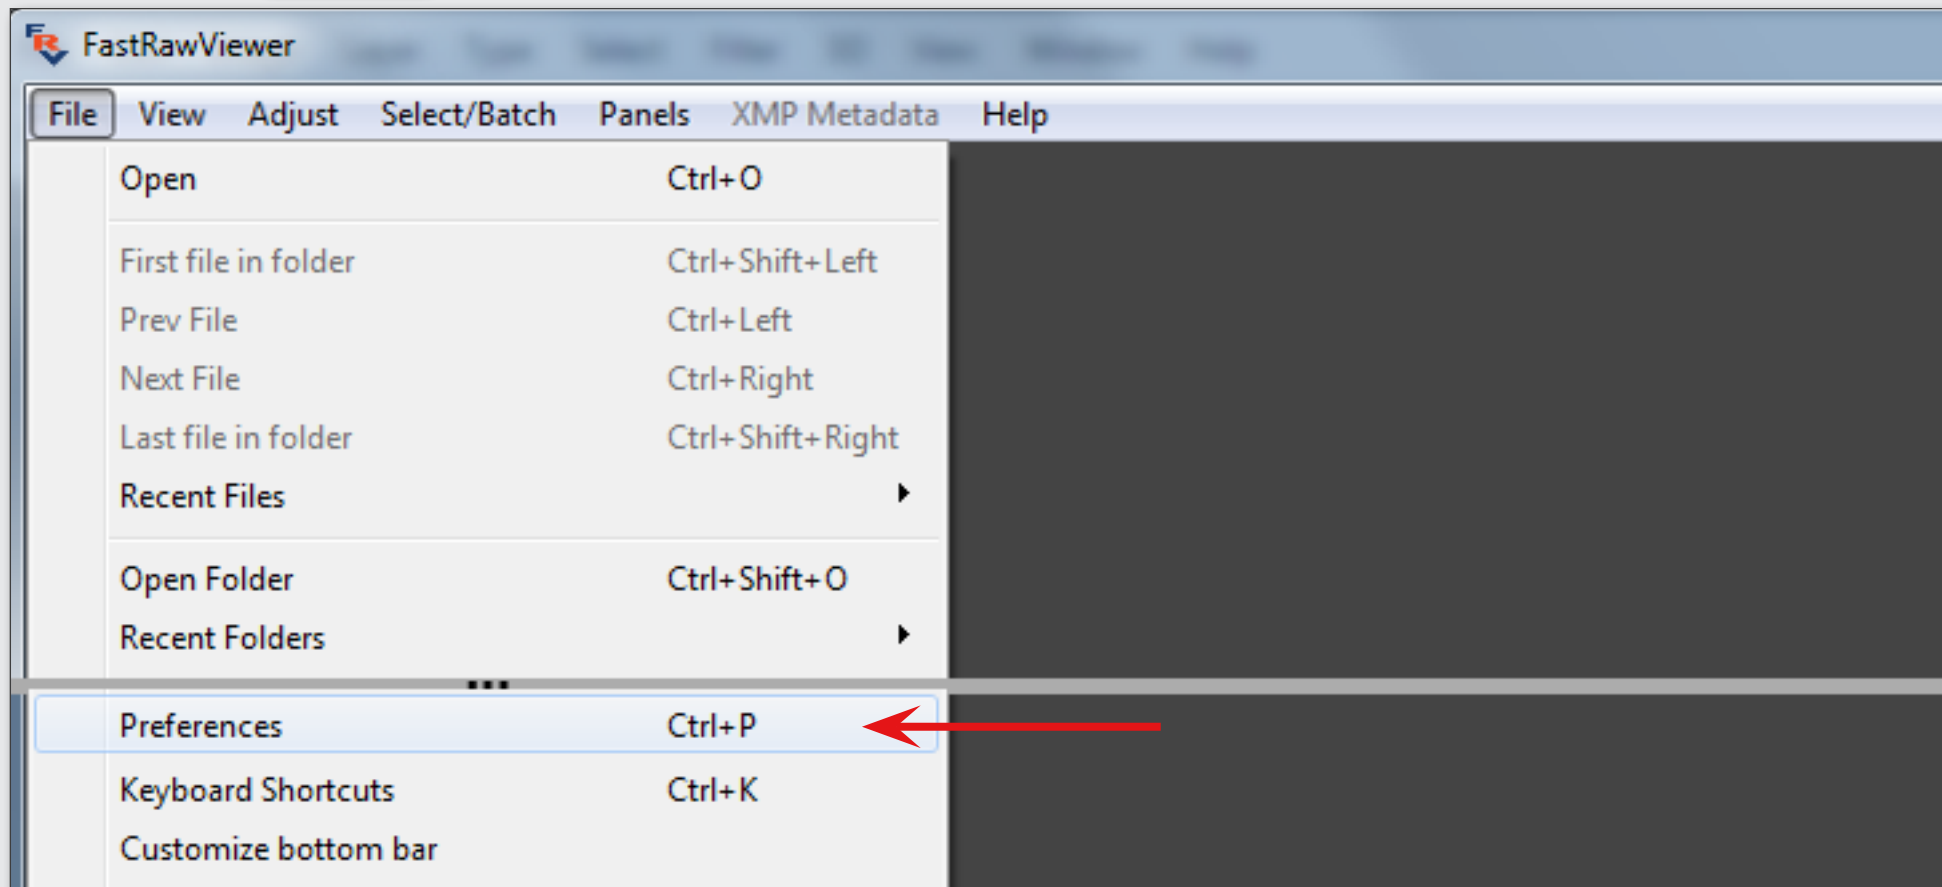 FastRawViewer
File View Adjust Select/Batch Panels XMP Metadata Help
Open Ctrl+O
First file in folder Ctrl+Shift+Left
Prev File Ctrl+Left
Next File Ctrl+Right
Last file in folder Ctrl+Shift+Right
Recent Files
Open Folder Ctrl+Shift+O
Recent Folders
...
Preferences Ctrl+P
Keyboard Shortcuts Ctrl+K
Customize bottom bar